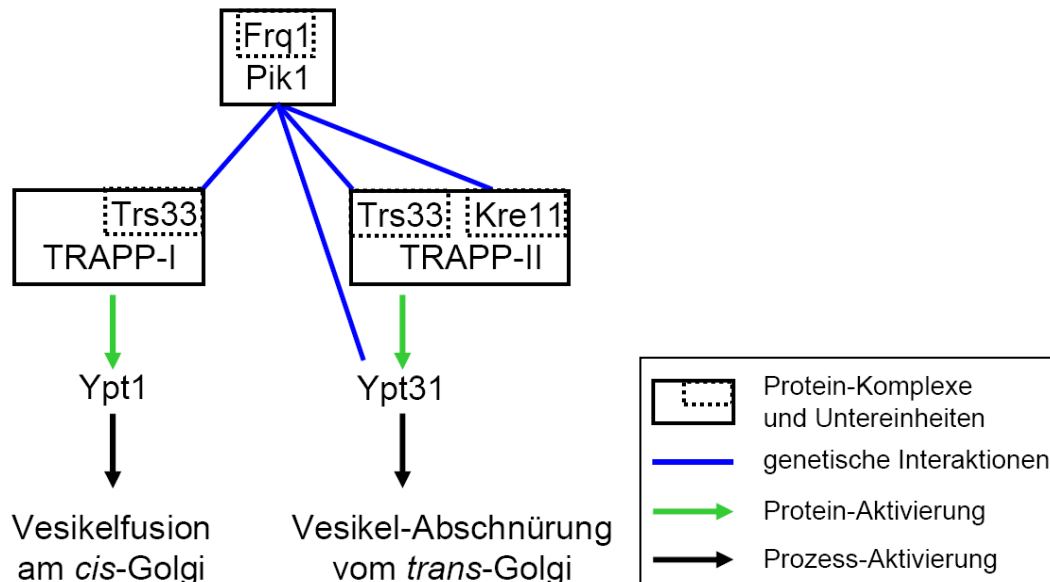 Frq1
Pik1
Trs33
TRAPP-I
Trs33 Kre11
TRAPP-II
Ypt1
Ypt31
Vesikelfusion
am cis-Golgi
Vesikel-Abschnürung
vom trans-Golgi
Protein-Komplexe
und Untereinheiten
genetische Interaktionen
Protein-Aktivierung
Prozess-Aktivierung